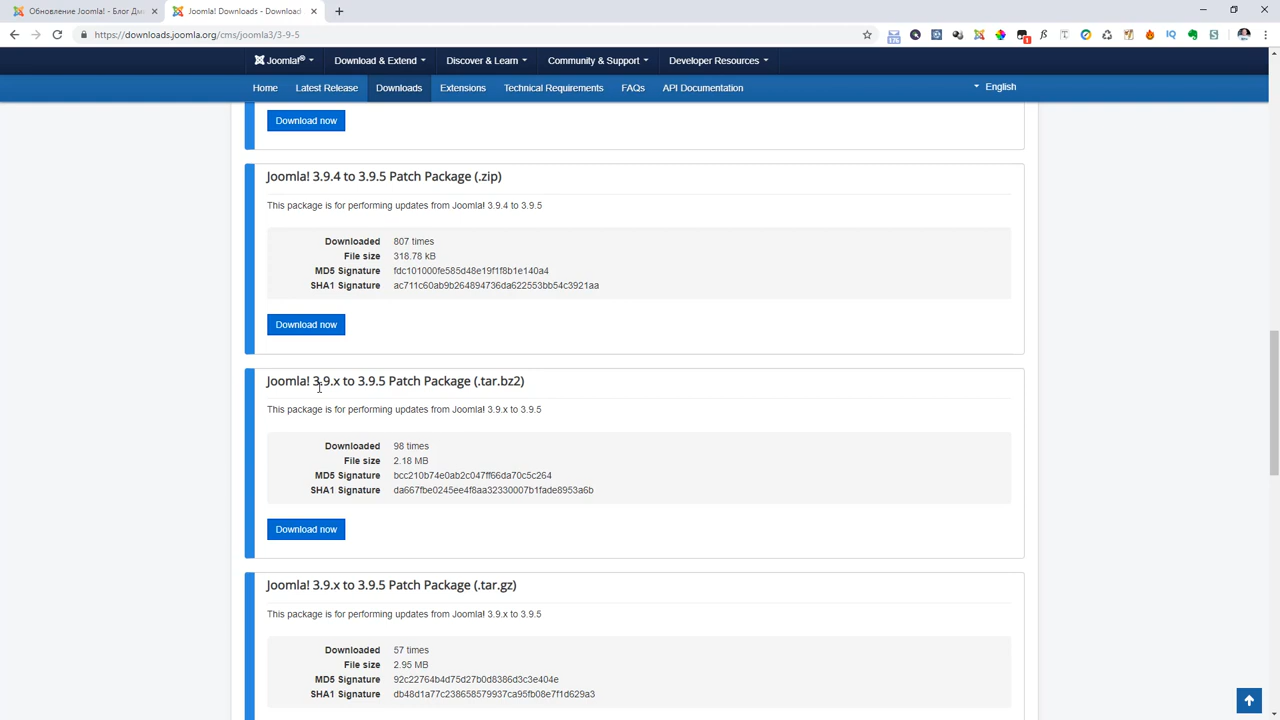 Обновление Joomla! - Блог Дми
Joomla! Downloads - Download
https://downloads.joomla.org/cms/joomla3/3-9-5
Joomla!® Download & Extend Discover & Learn Community & Support Developer Resources
Home Latest Release Downloads Extensions Technical Requirements FAQs API Documentation English
Download now
Joomla! 3.9.4 to 3.9.5 Patch Package (.zip)
This package is for performing updates from Joomla! 3.9.4 to 3.9.5
Downloaded 807 times
File size 318.78 kB
MD5 Signature fdc101000fe585d48e19f1f8b1e140a4
SHA1 Signature ac711c60ab9b264894736da622553bb54c3921aa
Download now
Joomla! 3.9.x to 3.9.5 Patch Package (.tar.bz2)
This package is for performing updates from Joomla! 3.9.x to 3.9.5
Downloaded 98 times
File size 2.18 MB
MD5 Signature bcc210b74e0ab2c047ff66da70c5c264
SHA1 Signature da667fbe0245ee4f8aa32330007b1fade8953a6b
Download now
Joomla! 3.9.x to 3.9.5 Patch Package (.tar.gz)
This package is for performing updates from Joomla! 3.9.x to 3.9.5
Downloaded 57 times
File size 2.95 MB
MD5 Signature 92c22764b4d75d27b0d8386d3c3e404e
SHA1 Signature db48d1a77c238658579937ca95fb08e7f1d629a3